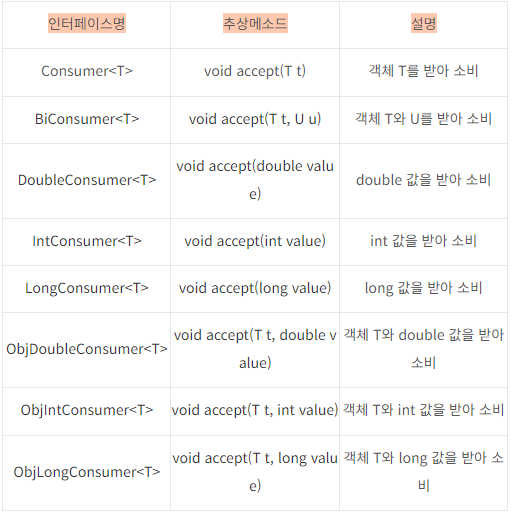 인터페이스명 추상메소드 설명
Consumer<T> void accept(T t) 객체 T를 받아 소비
BiConsumer<T> void accept(T t, U u) 객체 T와 U를 받아 소비
DoubleConsumer<T> void accept(double valu
e) double 값을 받아 소비
IntConsumer<T> void accept(int value) int 값을 받아 소비
LongConsumer<T> void accept(long value) long 값을 받아 소비
ObjDoubleConsumer<T> void accept(T t, double v
alue) 객체 T와 double 값을 받아
소비
ObjIntConsumer<T> void accept(T t, int value) 객체 T와 int 값을 받아 소비
ObjLongConsumer<T> void accept(T t, long valu
e) 객체 T와 long 값을 받아 소
비